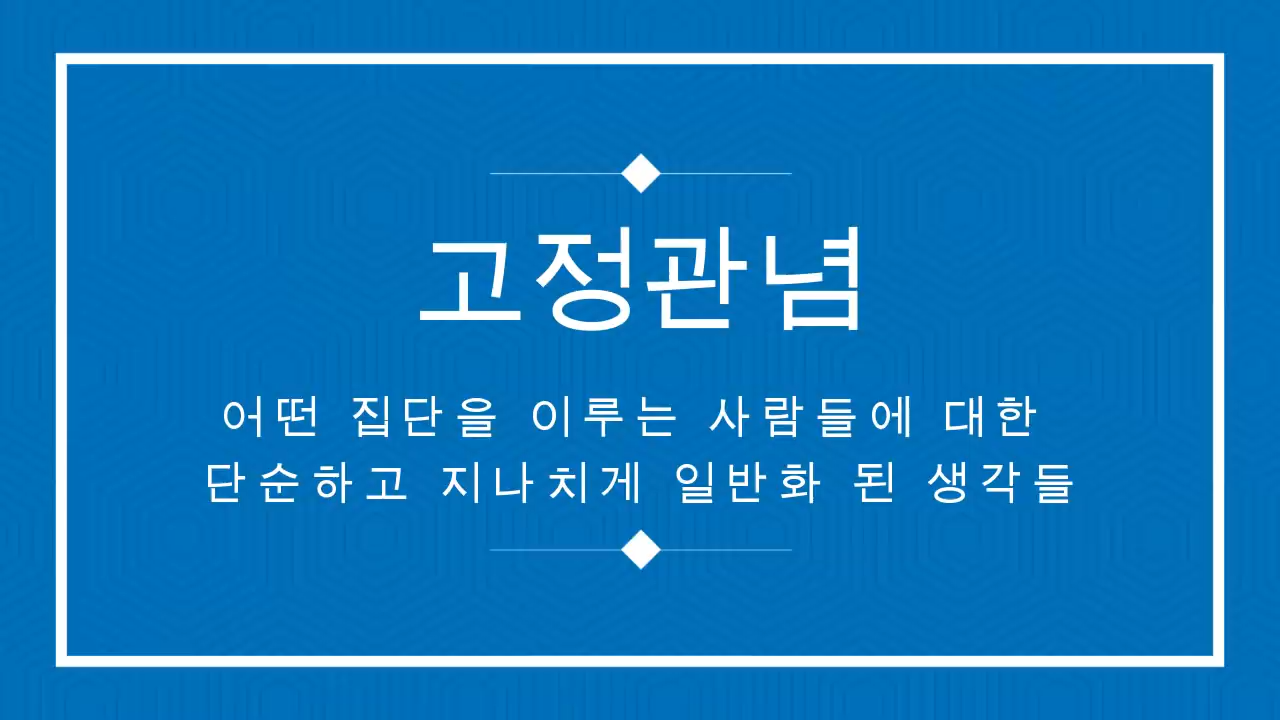 고정관념
어떤 집단을 이루는 사람들에 대한
단순하고 지나치게 일반화 된 생각들